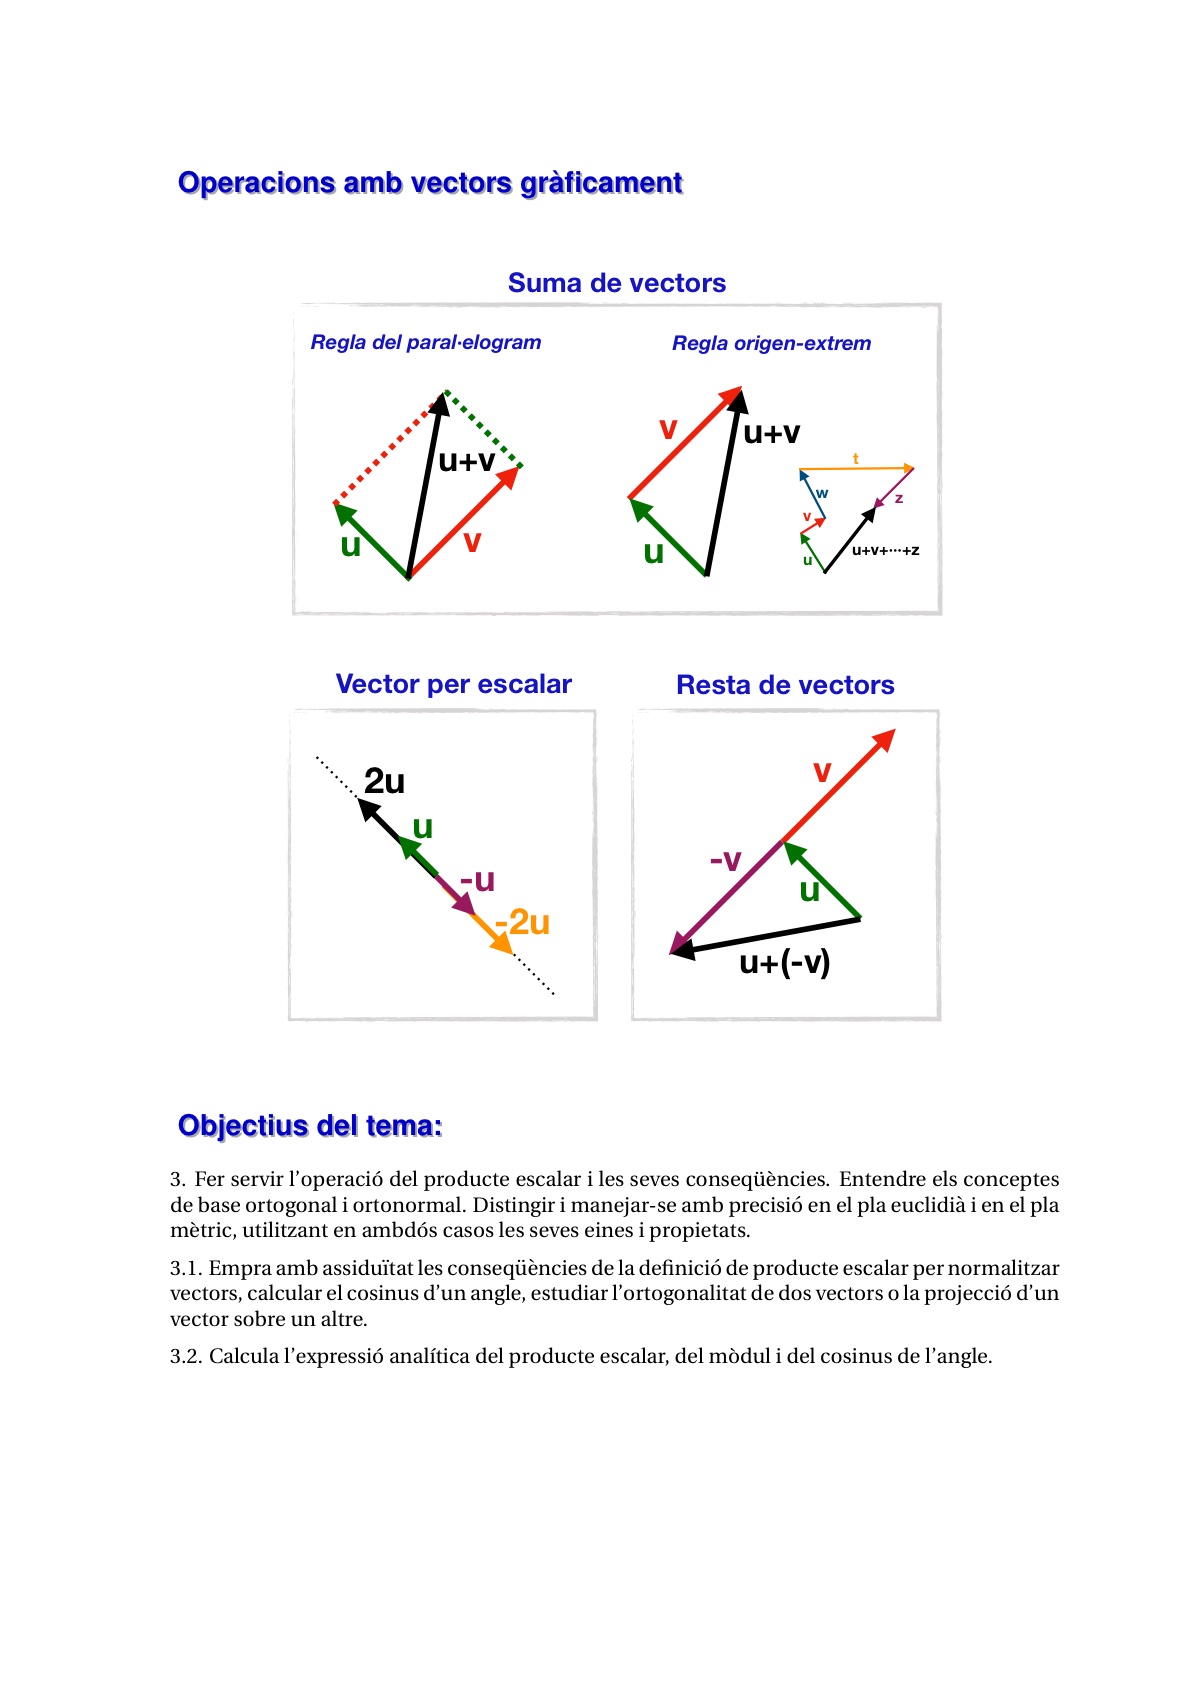 Operacions amb vectors gràficament
Suma de vectors
Regla del paral·elogram
Regla origen-extrem
u+v
u
v
v
u+v
u
t
w
z
v
u
u+v+···+z
Vector per escalar
Resta de vectors
2u
u
-u
-2u
v
-v
u
u+(-v)
Objectius del tema:
3. Fer servir l’operació del producte escalar i les seves conseqüències. Entendre els conceptes
de base ortogonal i ortonormal. Distingir i manejar-se amb precisió en el pla euclidià i en el pla
mètric, utilitzant en ambdós casos les seves eines i propietats.
3.1. Empra amb assiduïtat les conseqüències de la definició de producte escalar per normalitzar
vectors, calcular el cosinus d’un angle, estudiar l’ortogonalitat de dos vectors o la projecció d’un
vector sobre un altre.
3.2. Calcula l’expressió analítica del producte escalar, del mòdul i del cosinus de l’angle.